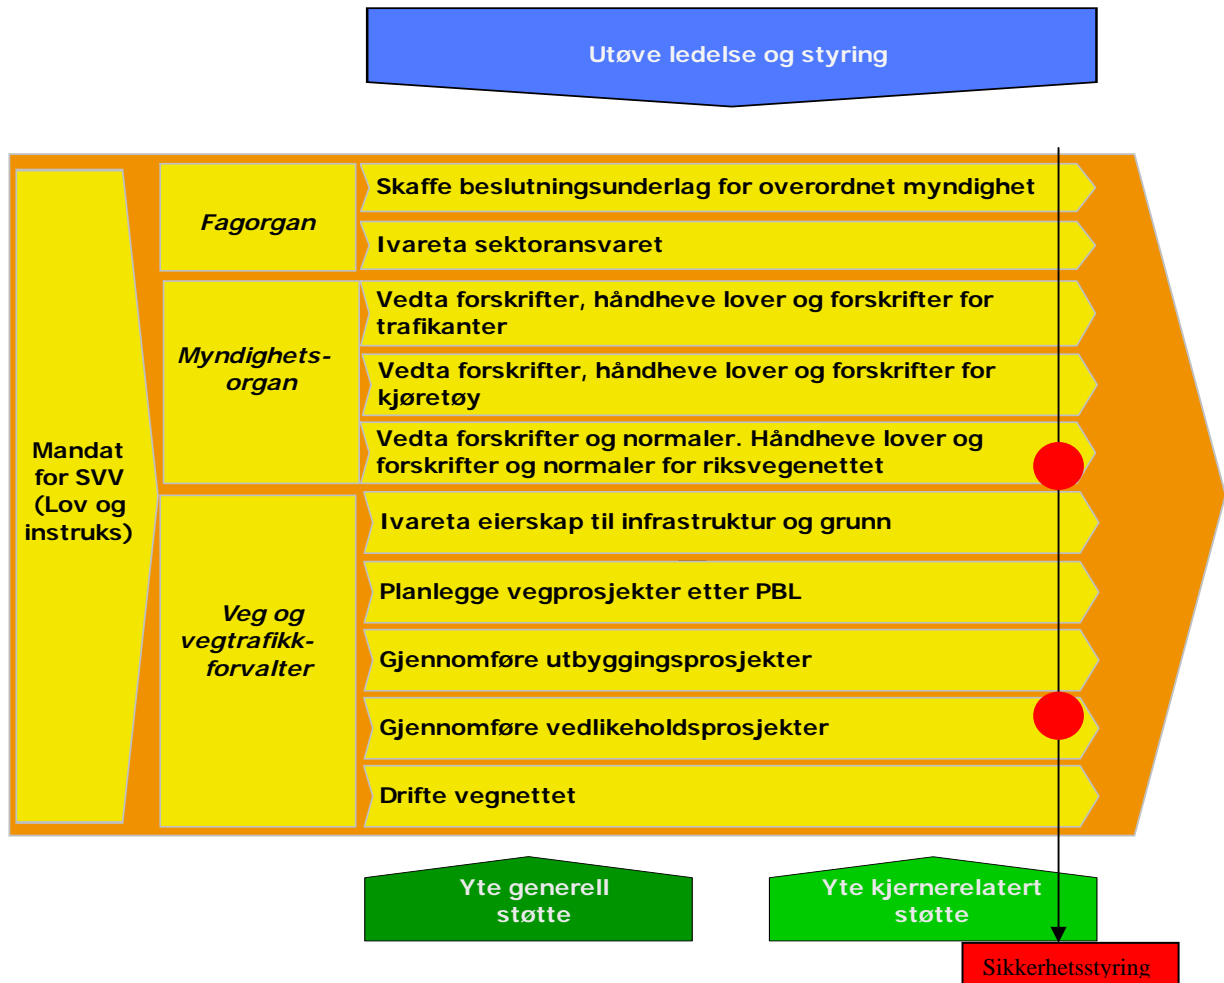 Utøve ledelse og styring
Mandat
for SVV
(Lov og
instruks)
Fagorgan
Skaffe beslutningsunderlag for overordnet myndighet
Ivareta sektoransvaret
Myndighets-
organ
Vedta forskrifter, håndheve lover og forskrifter for
trafikanter
Vedta forskrifter, håndheve lover og forskrifter for
kjøretøy
Vedta forskrifter og normaler. Håndheve lover og
forskrifter og normaler for riksvegenettet
Veg og
vegtrafikk-
forvalter
Ivareta eierskap til infrastruktur og grunn
Planlegge vegprosjekter etter PBL
Gjennomføre utbyggingsprosjekter
Gjennomføre vedlikeholdsprosjekter
Drifte vegnettet
Yte generell
støtte
Yte kjernerelatert
støtte
Sikkerhetsstyring